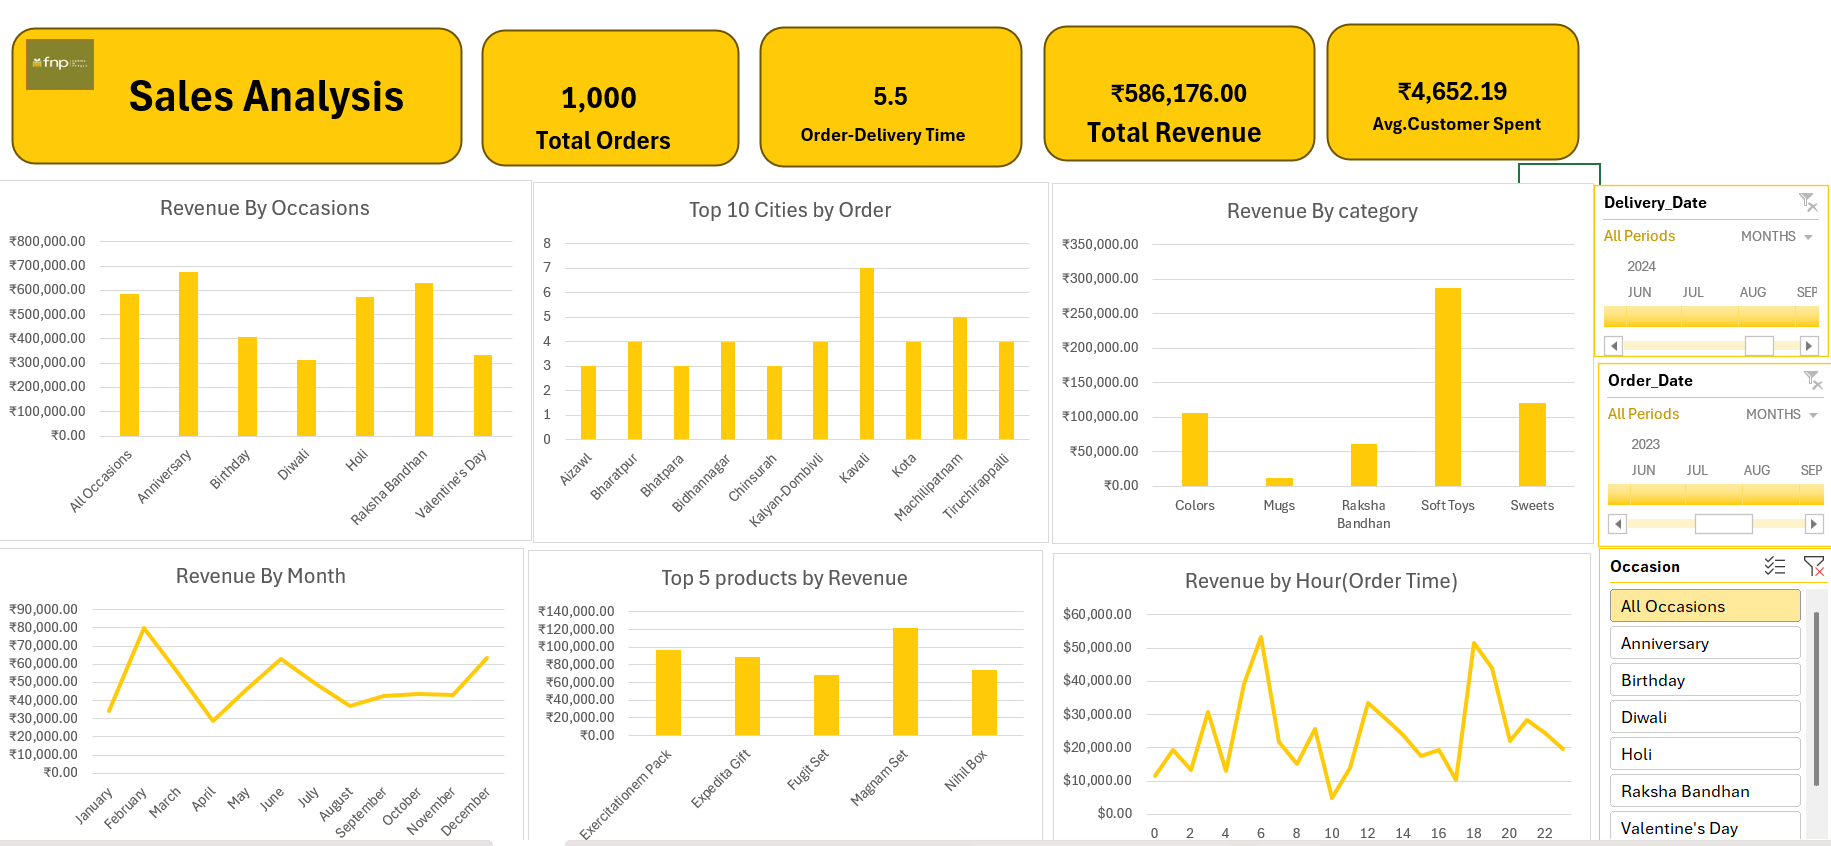 fnp
Sales Analysis
1,000
Total Orders
5.5
Order-Delivery Time
₹586,176.00
Total Revenue
₹4,652.19
Avg.Customer Spent
Revenue By Occasions
₹800,000.00
₹700,000.00
₹600,000.00
₹500,000.00
₹400,000.00
₹300,000.00
₹200,000.00
₹100,000.00
₹0.00
All Occasions
Anniversary
Birthday
Diwali
Holi
Raksha Bandhan
Valentine's Day
Top 10 Cities by Order
8
7
6
5
4
3
2
1
0
Aizawl
Bharatpur
Bhatpara
Bidhannagar
Chinsurah
Kalyan-Dombivli
Kavali
Kota
Machilipatnam
Tiruchirappalli
Revenue By category
₹350,000.00
₹300,000.00
₹250,000.00
₹200,000.00
₹150,000.00
₹100,000.00
₹50,000.00
₹0.00
Colors
Mugs
Raksha
Bandhan
Soft Toys
Sweets
Delivery_Date
All Periods MONTHS
2024
JUN JUL AUG SEP
Order_Date
All Periods MONTHS
2023
JUN JUL AUG SEP
Revenue By Month
₹90,000.00
₹80,000.00
₹70,000.00
₹60,000.00
₹50,000.00
₹40,000.00
₹30,000.00
₹20,000.00
₹10,000.00
₹0.00
January
February
March
April
May
June
July
August
September
October
November
December
Top 5 products by Revenue
₹140,000.00
₹120,000.00
₹100,000.00
₹80,000.00
₹60,000.00
₹40,000.00
₹20,000.00
₹0.00
Exercitationem Pack
Expedita Gift
Fugit Set
Magnam Set
Nihil Box
Revenue by Hour(Order Time)
$60,000.00
$50,000.00
$40,000.00
$30,000.00
$20,000.00
$10,000.00
$0.00
0 2 4 6 8 10 12 14 16 18 20 22
Occasion
All Occasions
Anniversary
Birthday
Diwali
Holi
Raksha Bandhan
Valentine's Day